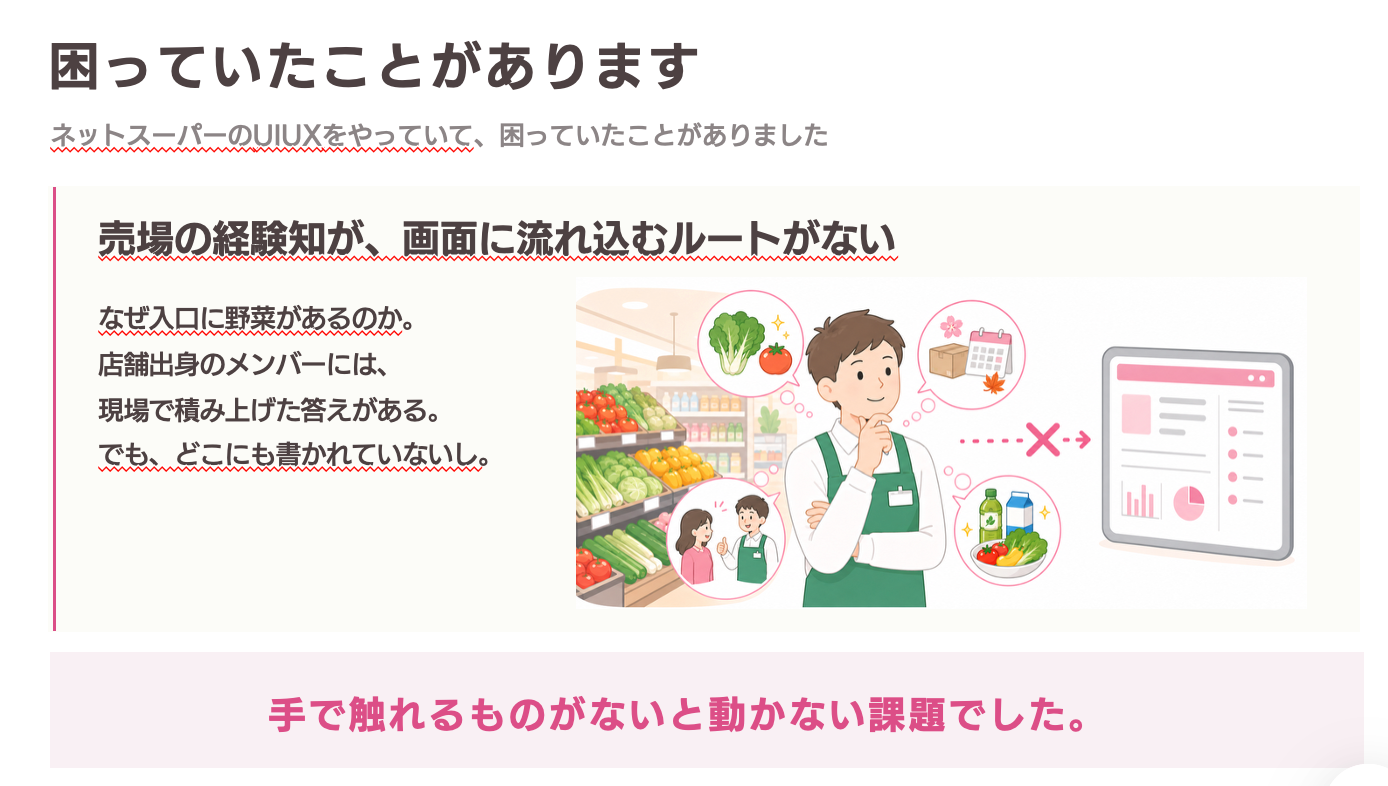 困っていたことがあります
ネットスーパーのUIUXをやっていて、困っていたことがありました
売場の経験知が、画面に流れ込むルートがない
なぜ入口に野菜があるのか。
店舗出身のメンバーには、
現場で積み上げた答えがある。
でも、どこにも書かれていないし。
手で触れるものがないと動かない課題でした。